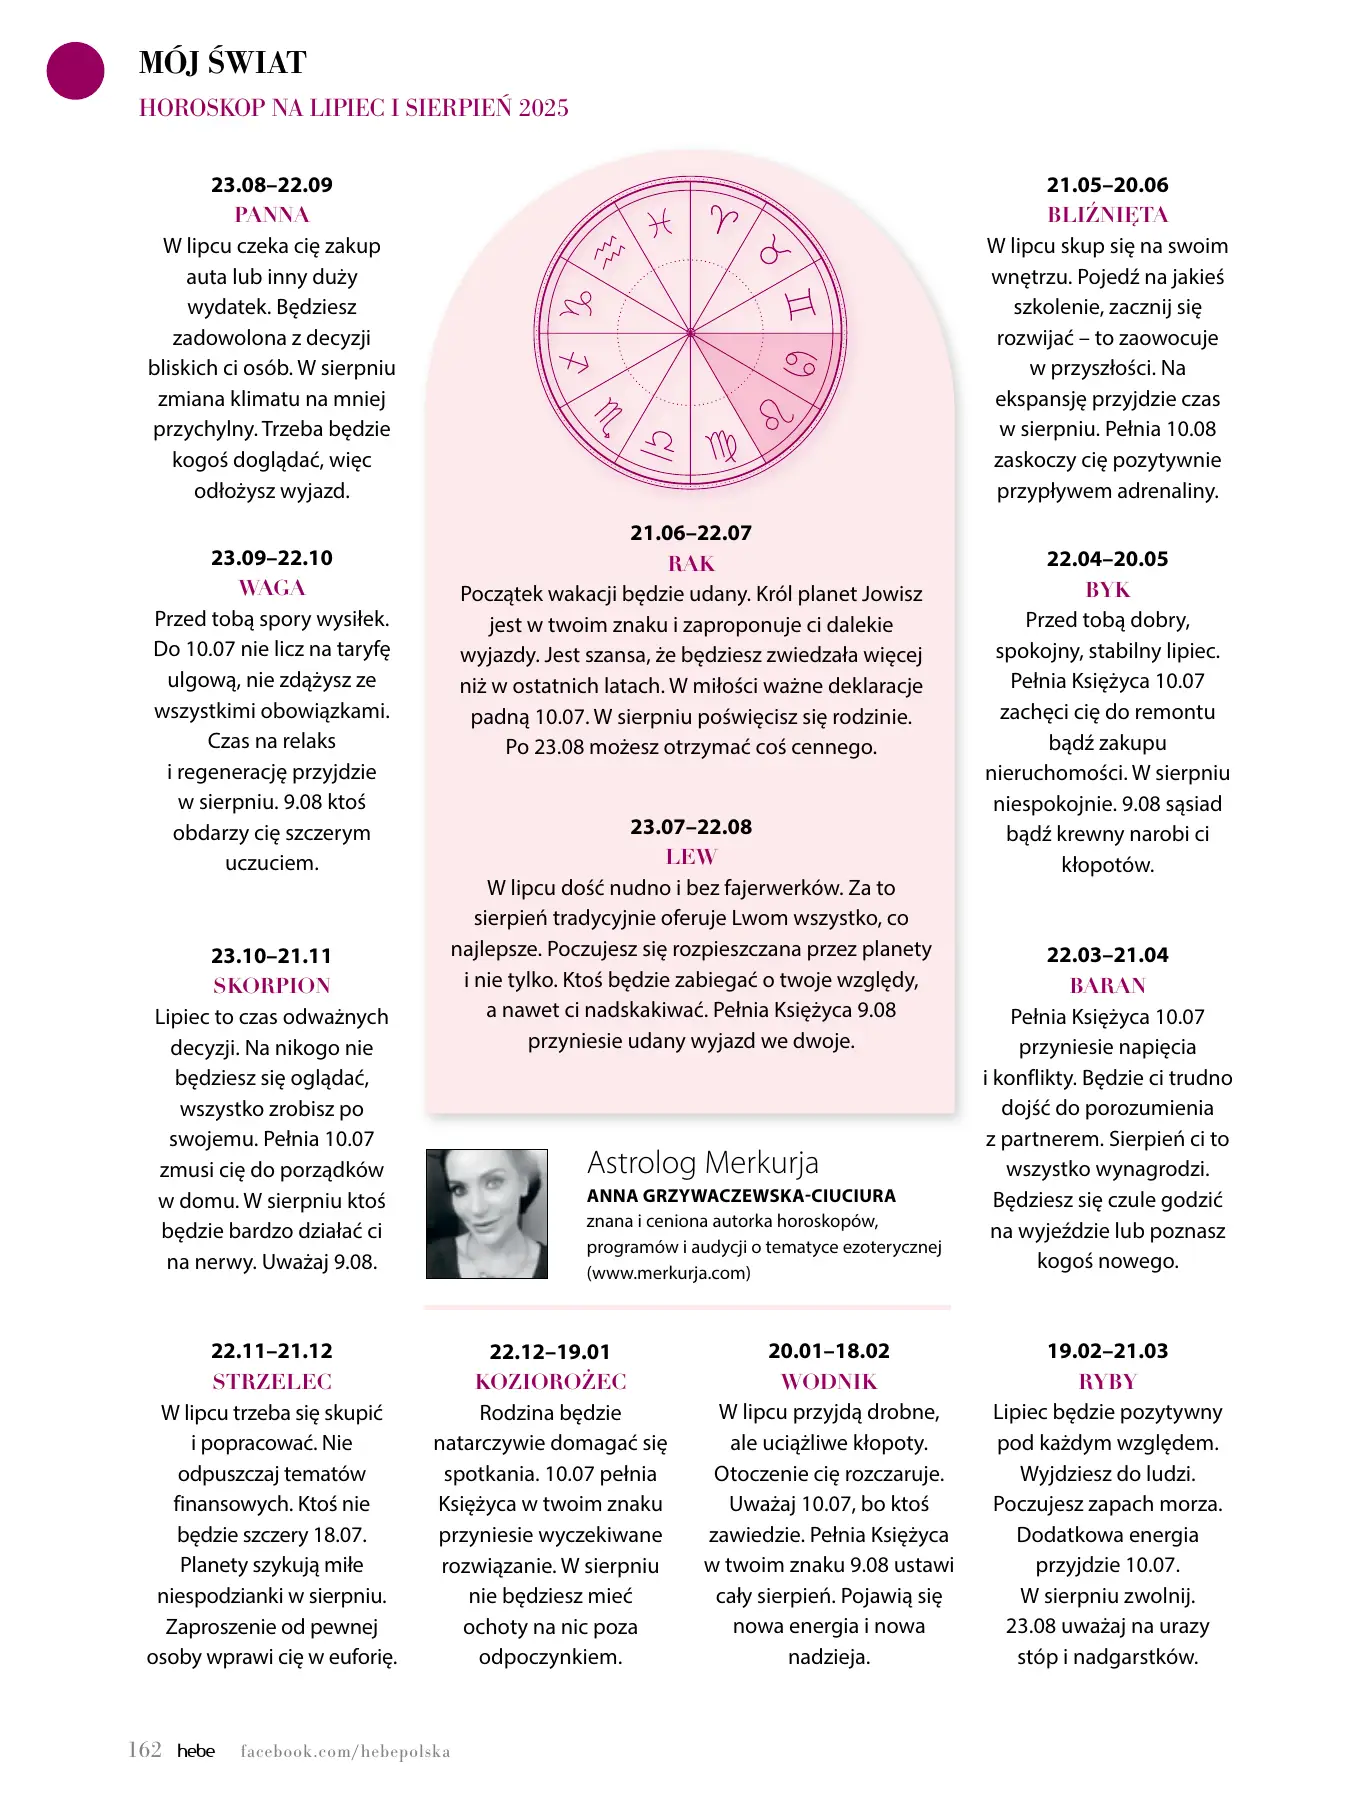 MÓJ ŚWIAT
HOROSKOP NA LIPIEC I SIERPIEŃ 2025
23.08–22.09
PANNA
W lipcu czeka cię zakup
auta lub inny duży
wydatek. Będziesz
zadowolona z decyzji
bliskich ci osób. W sierpniu
zmiana klimatu na mniej
przychylny. Trzeba będzie
kogoś doglądać, więc
odłożysz wyjazd.
23.09–22.10
WAGA
Przed tobą spory wysiłek.
Do 10.07 nie licz na taryfę
ulgową, nie zdążysz ze
wszystkimi obowiązkami.
Czas na relaks
i regenerację przyjdzie
w sierpniu. 9.08 ktoś
obdarzy cię szczerym
uczuciem.
23.10–21.11
SKORPION
Lipiec to czas odważnych
decyzji. Na nikogo nie
będziesz się oglądać,
wszystko zrobisz po
swojemu. Pełnia 10.07
zmusi cię do porządków
w domu. W sierpniu ktoś
będzie bardzo działać ci
na nerwy. Uważaj 9.08.
21.06–22.07
RAK
Początek wakacji będzie udany. Król planet Jowisz
jest w twoim znaku i zaproponuje ci dalekie
wyjazdy. Jest szansa, że będziesz zwiedzała więcej
niż w ostatnich latach. W miłości ważne deklaracje
padną 10.07. W sierpniu poświęcisz się rodzinie.
Po 23.08 możesz otrzymać coś cennego.
23.07–22.08
LEW
W lipcu dość nudno i bez fajerwerków. Za to
sierpień tradycyjnie oferuje Lwom wszystko, co
najlepsze. Poczujesz się rozpieszczana przez planety
i nie tylko. Ktoś będzie zabiegać o twoje względy,
a nawet ci nadskakiwać. Pełnia Księżyca 9.08
przyniesie udany wyjazd we dwoje.
Astrolog Merkurja
ANNA GRZYWACZEWSKA-CIUCIURA
znana i ceniona autorka horoskopów,
programów i audycji o tematyce ezoterycznej
(www.merkurja.com)
21.05–20.06
BLIŹNIĘTA
W lipcu skup się na swoim
wnętrzu. Pojedź na jakieś
szkolenie, zacznij się
rozwijać – to zaowocuje
w przyszłości. Na
ekspansję przyjdzie czas
w sierpniu. Pełnia 10.08
zaskoczy cię pozytywnie
przypływem adrenaliny.
22.04–20.05
BYK
Przed tobą dobry,
spokojny, stabilny lipiec.
Pełnia Księżyca 10.07
zachęci cię do remontu
bądź zakupu
nieruchomości. W sierpniu
niespokojnie. 9.08 sąsiad
bądź krewny narobi ci
kłopotów.
22.03–21.04
BARAN
Pełnia Księżyca 10.07
przyniesie napięcia
i konflikty. Będzie ci trudno
dojść do porozumienia
z partnerem. Sierpień ci to
wszystko wynagrodzi.
Będziesz się czule godzić
na wyjeździe lub poznasz
kogoś nowego.
22.11–21.12
STRZELEC
W lipcu trzeba się skupić
i popracować. Nie
odpuszczaj tematów
finansowych. Ktoś nie
będzie szczery 18.07.
Planety szykują miłe
niespodzianki w sierpniu.
Zaproszenie od pewnej
osoby wprawi cię w euforię.
22.12–19.01
KOZIOROŻEC
Rodzina będzie
natarczywie domagać się
spotkania. 10.07 pełnia
Księżyca w twoim znaku
przyniesie wyczekiwane
rozwiązanie. W sierpniu
nie będziesz mieć
ochoty na nic poza
odpoczynkiem.
20.01–18.02
WODNIK
W lipcu przyjdą drobne,
ale uciążliwe kłopoty.
Otoczenie cię rozczaruje.
Uważaj 10.07, bo ktoś
zawiedzie. Pełnia Księżyca
w twoim znaku 9.08 ustawi
cały sierpień. Pojawią się
nowa energia i nowa
nadzieja.
19.02–21.03
RYBY
Lipiec będzie pozytywny
pod każdym względem.
Wyjdziesz do ludzi.
Poczujesz zapach morza.
Dodatkowa energia
przyjdzie 10.07.
W sierpniu zwolnij.
23.08 uważaj na urazy
stóp i nadgarstków.
162 hebe facebook.com/hebepolska